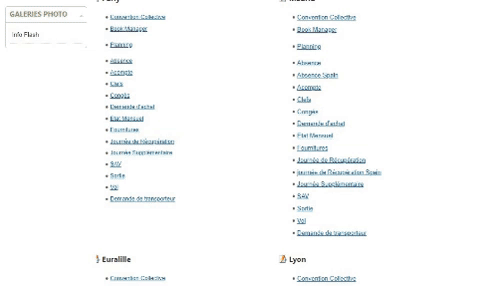 GALERIES PHOTO
Info Flash
Convention Collective
Book Manager
Planning
Absence
Acompte
Clefs
Congés
Demande d'achat
Etat Mensuel
Fournitures
Journée de Récupération
Journée Supplémentaire
SAV
Sortie
Vol
Demande de transporteur
Convention Collective
Book Manager
Planning
Absence
Absence Spain
Acompte
Clefs
Congés
Demande d'achat
Etat Mensuel
Fournitures
Journée de Récupération
journée de Récupération Spain
Journée Supplémentaire
SAV
Sortie
Vol
Demande de transporteur
Euralille
Convention Collective
Lyon
Convention Collective